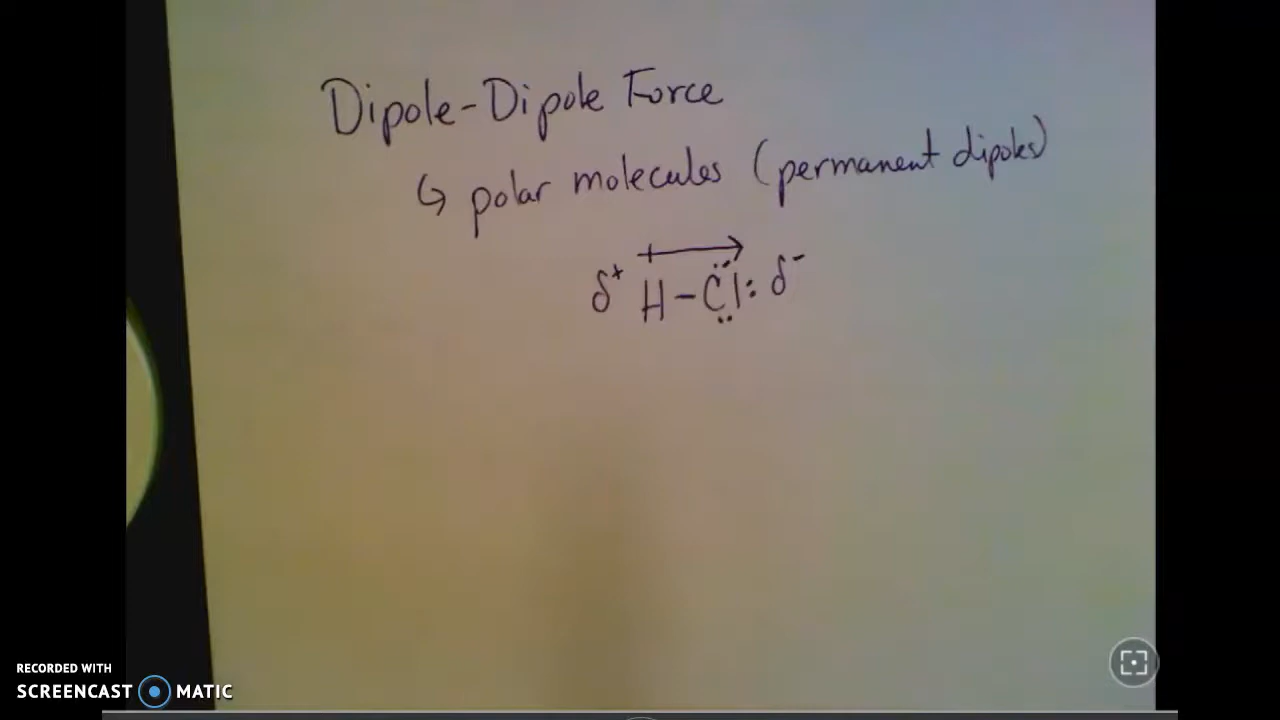 Dipole-Dipole Force
↳ polar molecules (permanent dipoles)
δ⁺ H–Cl: δ⁻
RECORDED WITH
SCREENCAST MATIC